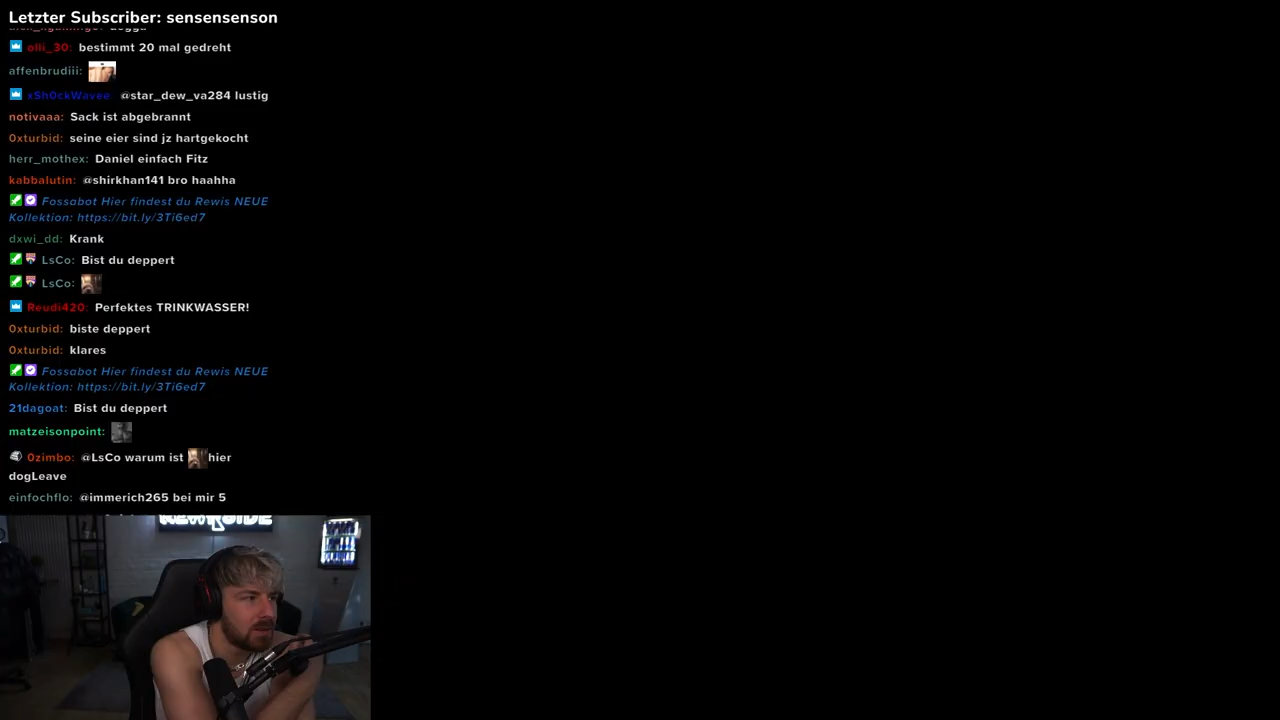 Letzter Subscriber: sensensenson
olli_30: bestimmt 20 mal gedreht
affenbrudiii:
xSh0ckWavee: @star_dew_va284 lustig
notivaaa: Sack ist abgebrannt
0xturbid: seine eier sind jz hartgekocht
herr_mothex: Daniel einfach Fitz
kabbalutin: @shirkhan141 bro haahha
Fossabot Hier findest du Rewis NEUE
Kollektion: https://bit.ly/3Ti6ed7
dxwi_dd: Krank
LsCo: Bist du deppert
LsCo:
Reudi420: Perfektes TRINKWASSER!
0xturbid: biste deppert
0xturbid: klares
Fossabot Hier findest du Rewis NEUE
Kollektion: https://bit.ly/3Ti6ed7
21dagoat: Bist du deppert
matzeisonpoint:
0zimbo: @LsCo warum ist hier
dogLeave
einfochflo: @immerich265 bei mir 5